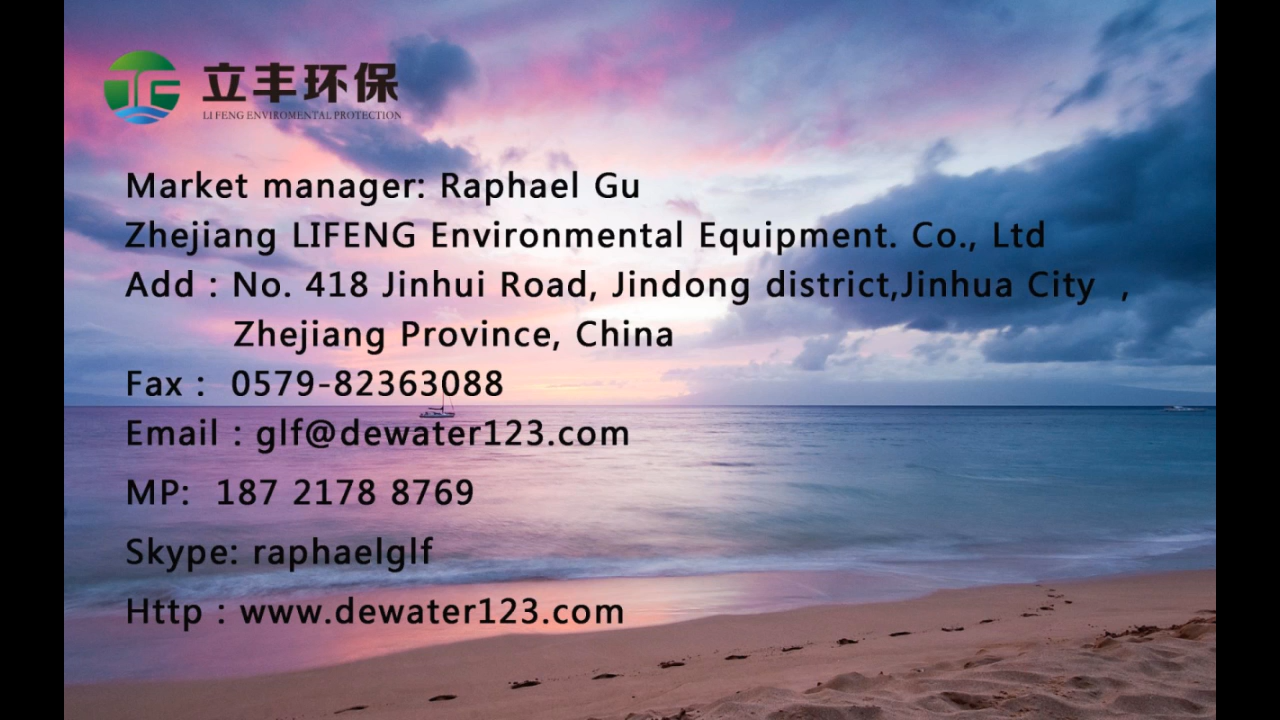 立丰环保
LI FENG ENVIROMENTAL PROTECTION
Market manager: Raphael Gu
Zhejiang LIFENG Environmental Equipment. Co., Ltd
Add : No. 418 Jinhui Road, Jindong district,Jinhua City ,
Zhejiang Province, China
Fax : 0579-82363088
Email : glf@dewater123.com
MP: 187 2178 8769
Skype: raphaelglf
Http : www.dewater123.com